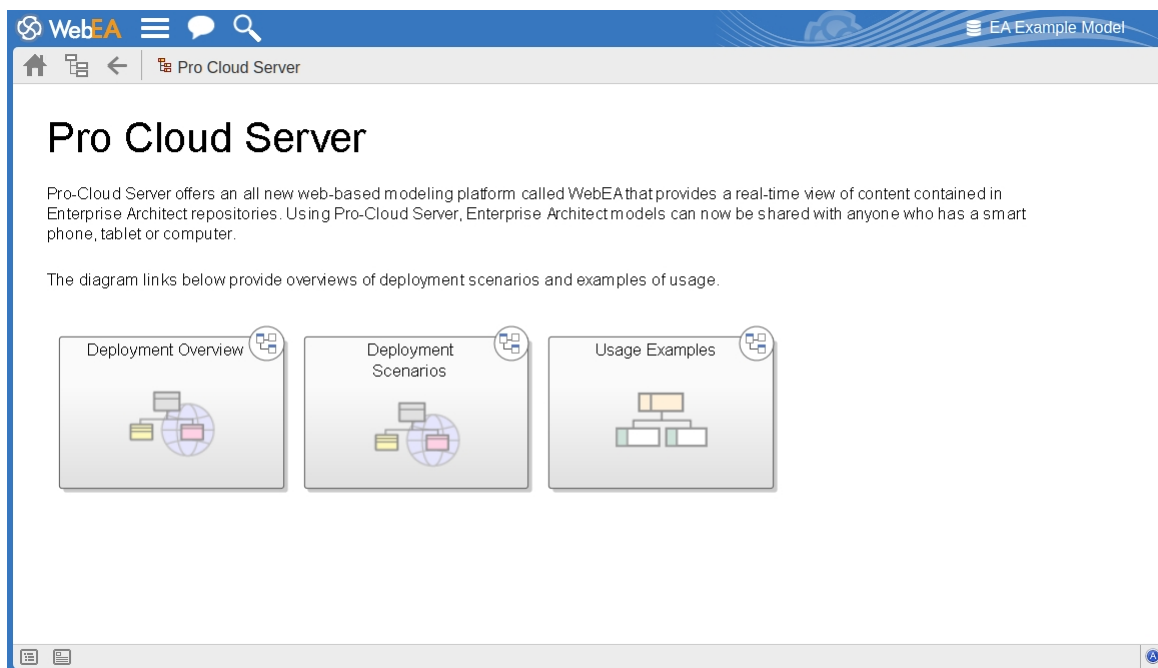 WebEA
EA Example Model
Pro Cloud Server
Pro Cloud Server
Pro-Cloud Server offers an all new web-based modeling platform called WebEA that provides a real-time view of content contained in
Enterprise Architect repositories. Using Pro-Cloud Server, Enterprise Architect models can now be shared with anyone who has a smart
phone, tablet or computer.
The diagram links below provide overviews of deployment scenarios and examples of usage.
Deployment Overview
Deployment
Scenarios
Usage Examples
A